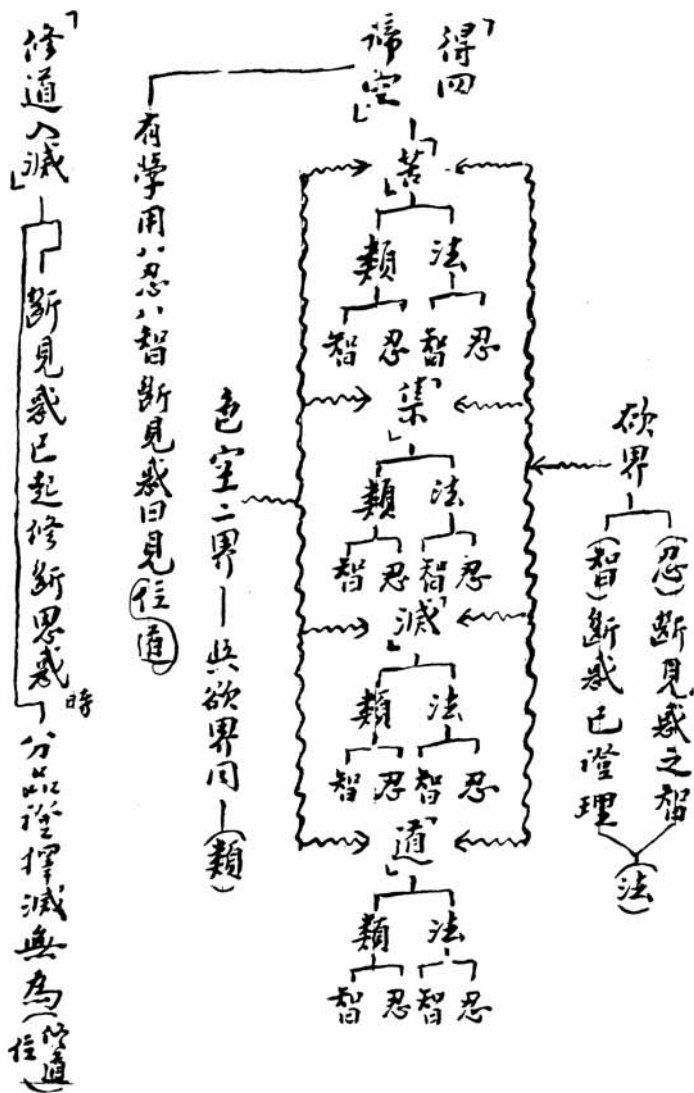 欲界
(忍)斷見惑之智
(智)斷惑已證理
(法)
「得四
諦空」
「苦」
法
類
忍
智
忍
智
「集」
法
類
忍
智
忍
智
「滅」
法
類
忍
智
忍
智
「道」
法
類
忍
智
忍
智
色空二界
與欲界同
(類)
有學用八忍八智斷見惑曰見位道
「修道入滅」
斷見惑已起修斷思惑時
分品證擇滅無為(修道位)